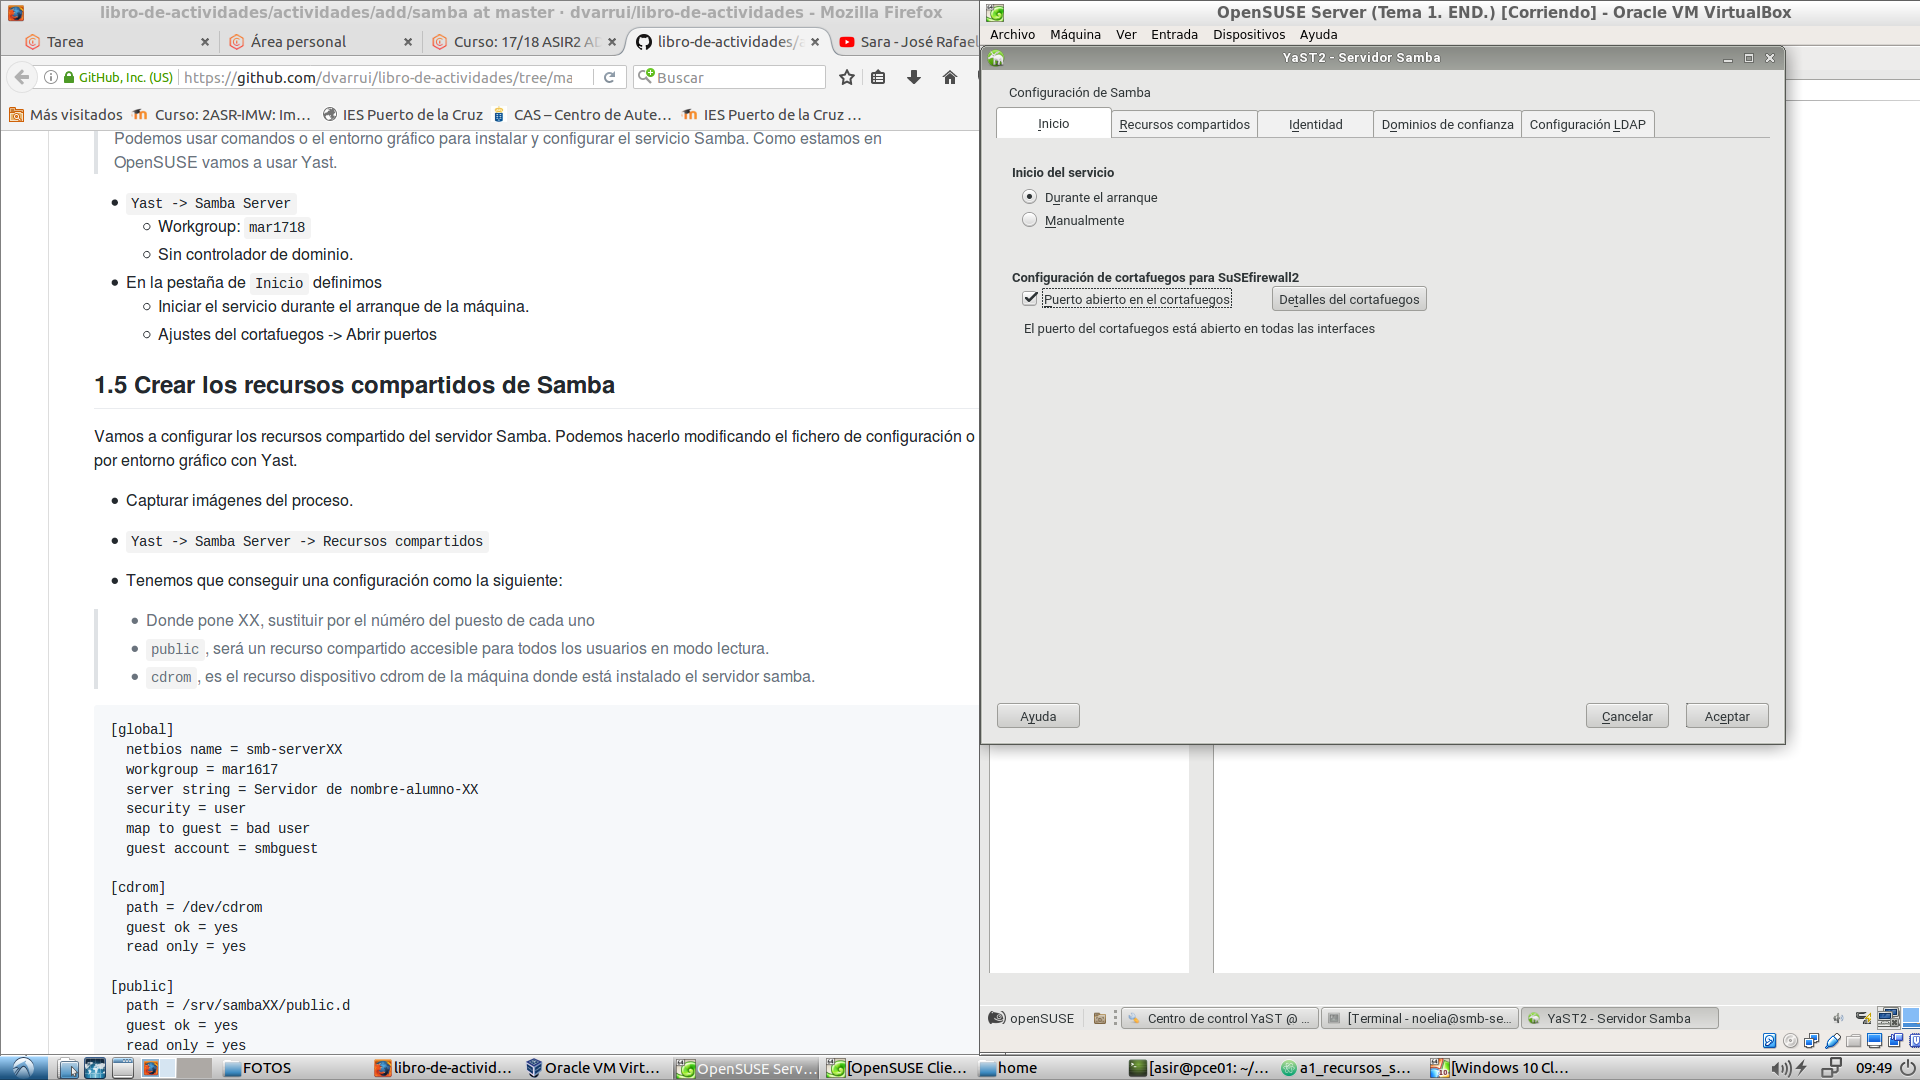 libro-de-actividades/actividades/add/samba at master · dvarrui/libro-de-actividades - Mozilla Firefox
Tarea
Área personal
Curso: 17/18 ASIR2 AD
libro-de-actividades/a
Sara - José Rafael
GitHub, Inc. (US)
https://github.com/dvarrui/libro-de-actividades/tree/ma
Buscar
Más visitados
Curso: 2ASR-IMW: Im...
IES Puerto de la Cruz
CAS – Centro de Aute...
IES Puerto de la Cruz ...
Podemos usar comandos o el entorno gráfico para instalar y configurar el servicio Samba. Como estamos en
OpenSUSE vamos a usar Yast.
Yast -> Samba Server
Workgroup: mar1718
Sin controlador de dominio.
En la pestaña de Inicio definimos
Iniciar el servicio durante el arranque de la máquina.
Ajustes del cortafuegos -> Abrir puertos
1.5 Crear los recursos compartidos de Samba
Vamos a configurar los recursos compartido del servidor Samba. Podemos hacerlo modificando el fichero de configuración o
por entorno gráfico con Yast.
Capturar imágenes del proceso.
Yast -> Samba Server -> Recursos compartidos
Tenemos que conseguir una configuración como la siguiente:
Donde pone XX, sustituir por el núméro del puesto de cada uno
public , será un recurso compartido accesible para todos los usuarios en modo lectura.
cdrom , es el recurso dispositivo cdrom de la máquina donde está instalado el servidor samba.
[global]
netbios name = smb-serverXX
workgroup = mar1617
server string = Servidor de nombre-alumno-XX
security = user
map to guest = bad user
guest account = smbguest
[cdrom]
path = /dev/cdrom
guest ok = yes
read only = yes
[public]
path = /srv/sambaXX/public.d
guest ok = yes
read only = yes
OpenSUSE Server (Tema 1. END.) [Corriendo] - Oracle VM VirtualBox
Archivo Máquina Ver Entrada Dispositivos Ayuda
YaST2 - Servidor Samba
Configuración de Samba
Inicio
Recursos compartidos
Identidad
Dominios de confianza
Configuración LDAP
Inicio del servicio
Durante el arranque
Manualmente
Configuración de cortafuegos para SuSEfirewall2
Puerto abierto en el cortafuegos
Detalles del cortafuegos
El puerto del cortafuegos está abierto en todas las interfaces
Ayuda
Cancelar
Aceptar
openSUSE
Centro de control YaST @ ...
[Terminal - noelia@smb-se...
YaST2 - Servidor Samba
FOTOS
libro-de-activid...
Oracle VM Virt...
OpenSUSE Serv...
[OpenSUSE Clie...
home
[asir@pce01: ~/...
a1_recursos_s...
[Windows 10 Cl...
09:49